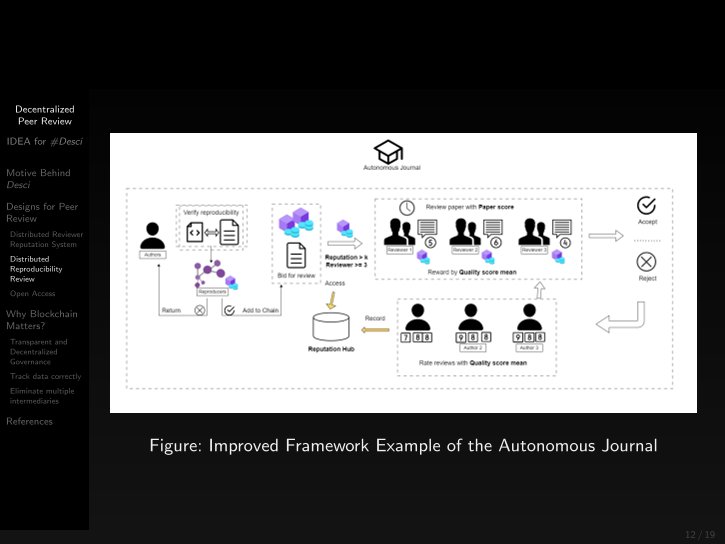 Decentralized
Peer Review
IDEA for #Desci
Motive Behind
Desci
Designs for Peer
Review
Distributed Reviewer
Reputation System
Distributed
Reproducibility
Review
Open Access
Why Blockchain
Matters?
Transparent and
Decentralized
Governance
Track data correctly
Eliminate multiple
intermediaries
References
Autonomous Journal
Verify reproducibility
Authors
Reproducers
Return
Add to Chain
Bid for review
Reputation > k
Reviewer >= 3
Access
Reputation Hub
Record
Review paper with Paper score
Reviewer 1
5
Reviewer 2
6
Reviewer 3
4
Reward by Quality score mean
Accept
Reject
7 8 8
9 8 8
Author 2
9 8 8
Author 3
Rate reviews with Quality score mean
Figure: Improved Framework Example of the Autonomous Journal
12 / 19